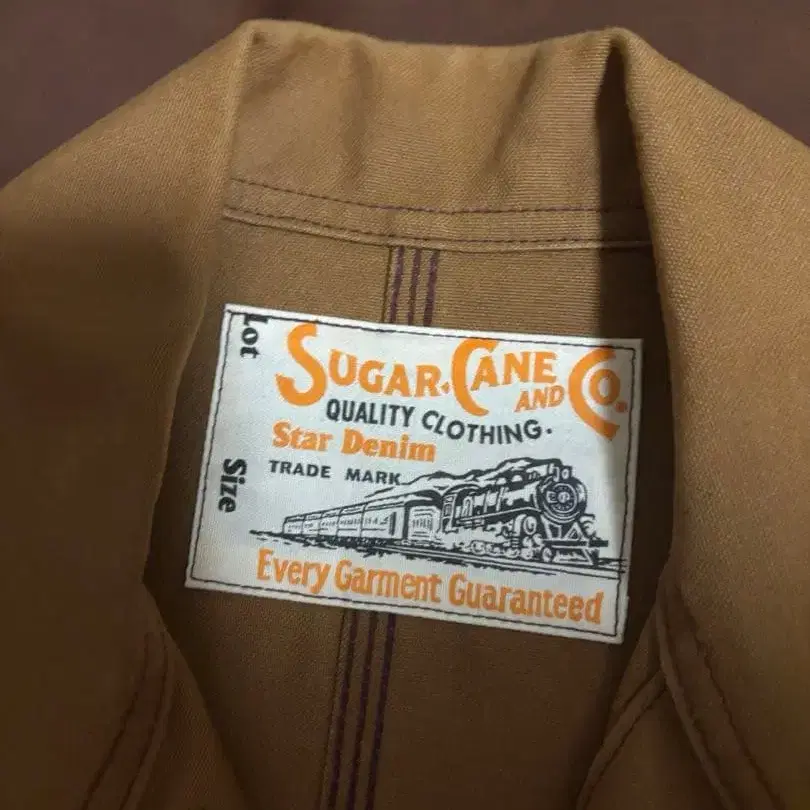 Lot
SUGAR CANE AND CO.
QUALITY CLOTHING.
Star Denim
TRADE MARK
Size
Every Garment Guaranteed